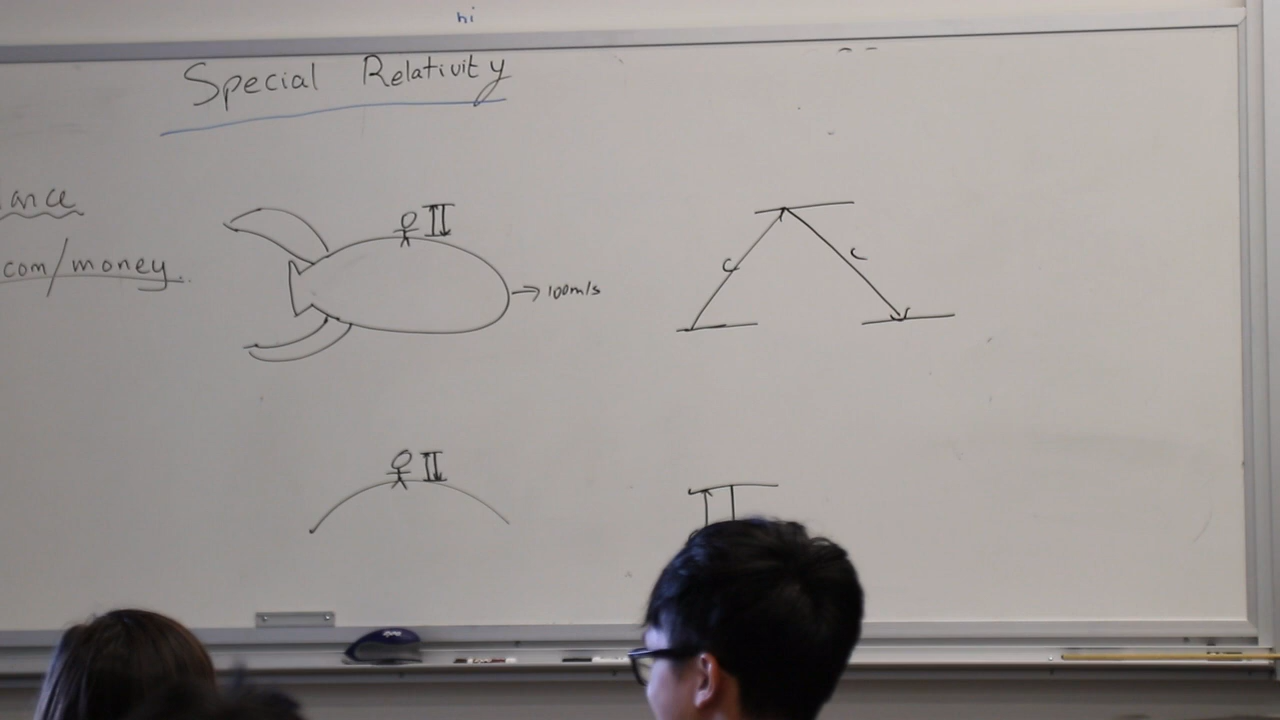 hi
Special Relativity
ance
com/money.
→ 100m/s
c
c